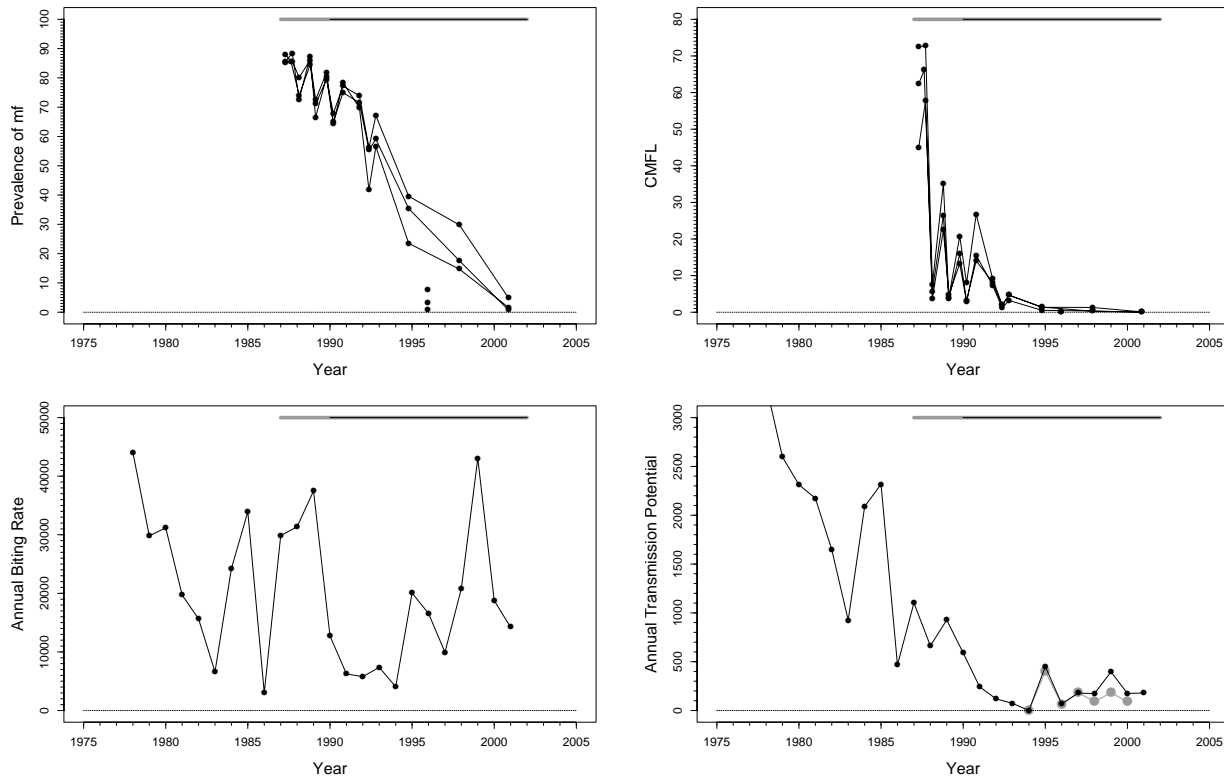 Prevalence of mf
0 10 20 30 40 50 60 70 80 90 100
1975 1980 1985 1990 1995 2000 2005
Year
CMFL
0 10 20 30 40 50 60 70 80
1975 1980 1985 1990 1995 2000 2005
Year
Annual Biting Rate
0 10000 20000 30000 40000 50000
1975 1980 1985 1990 1995 2000 2005
Year
Annual Transmission Potential
0 500 1000 1500 2000 2500 3000
1975 1980 1985 1990 1995 2000 2005
Year